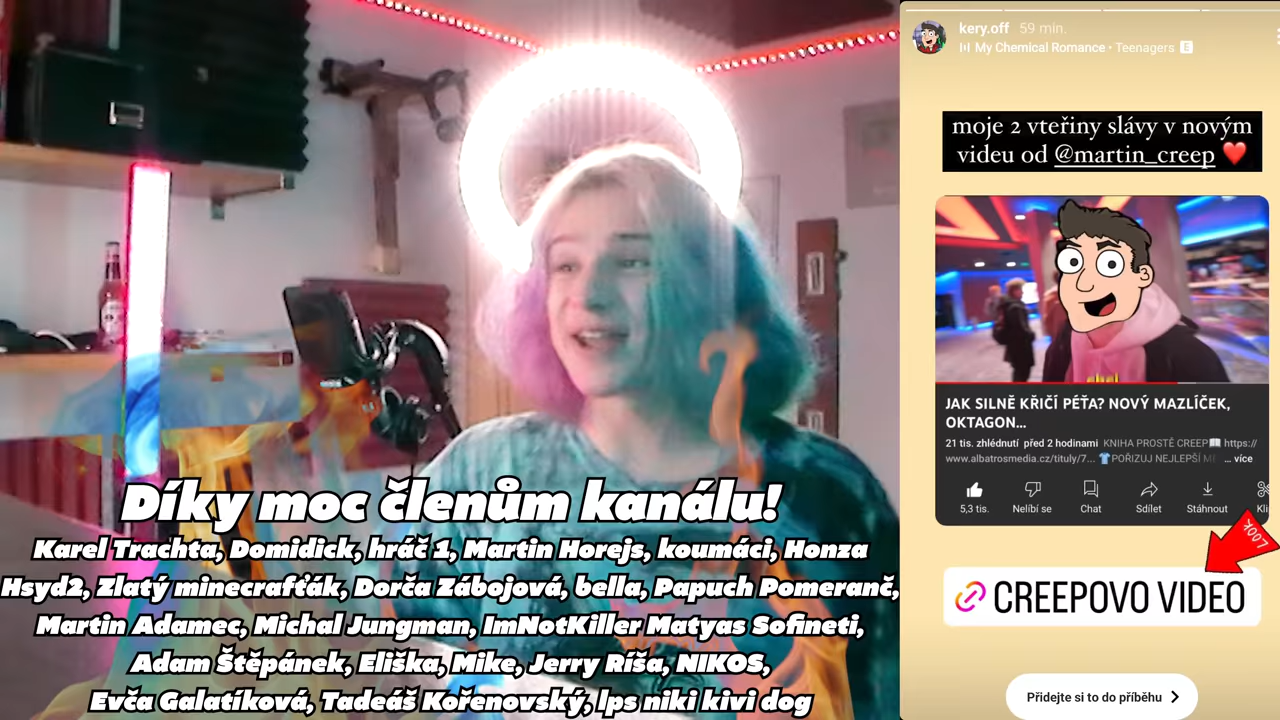 Díky moc členům kanálu!
Karel Trachta, Domidick, hráč 1, Martin Horejs, koumáci, Honza
Hsyd2, Zlatý minecrafťák, Dorča Zábojová, bella, Papuch Pomeranč,
Martin Adamec, Michal Jungman, ImNotKiller Matyas Sofineti,
Adam Štěpánek, Eliška, Mike, Jerry Ríša, NIKOS,
Evča Galatíková, Tadeáš Kořenovský, lps niki kivi dog
kery.off 59 min.
My Chemical Romance • Teenagers E
moje 2 vteřiny slávy v novým
videu od @martin_creep ❤️
JAK SILNĚ KŘIČÍ PÉŤA? NOVÝ MAZLÍČEK,
OKTAGON...
21 tis. zhlédnutí před 2 hodinami KNIHA PROSTĚ CREEP📖 https://
www.albatrosmedia.cz/tituly/7... 👕POŘIZUJ NEJLEPŠÍ ... více
5,3 tis. Nelíbí se Chat Sdílet Stáhnout
LOOK
CREEPOVO VIDEO
Přidejte si to do příběhu